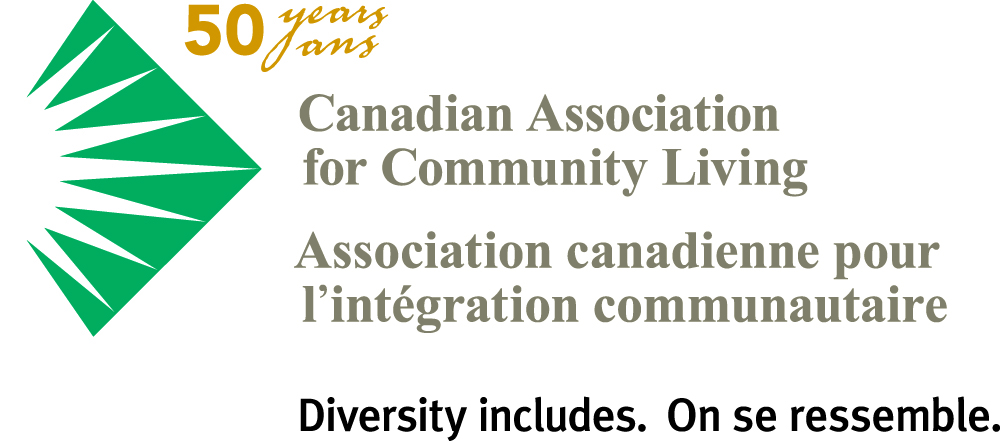 50 years
ans
Canadian Association
for Community Living
Association canadienne pour
l’intégration communautaire
Diversity includes. On se ressemble.